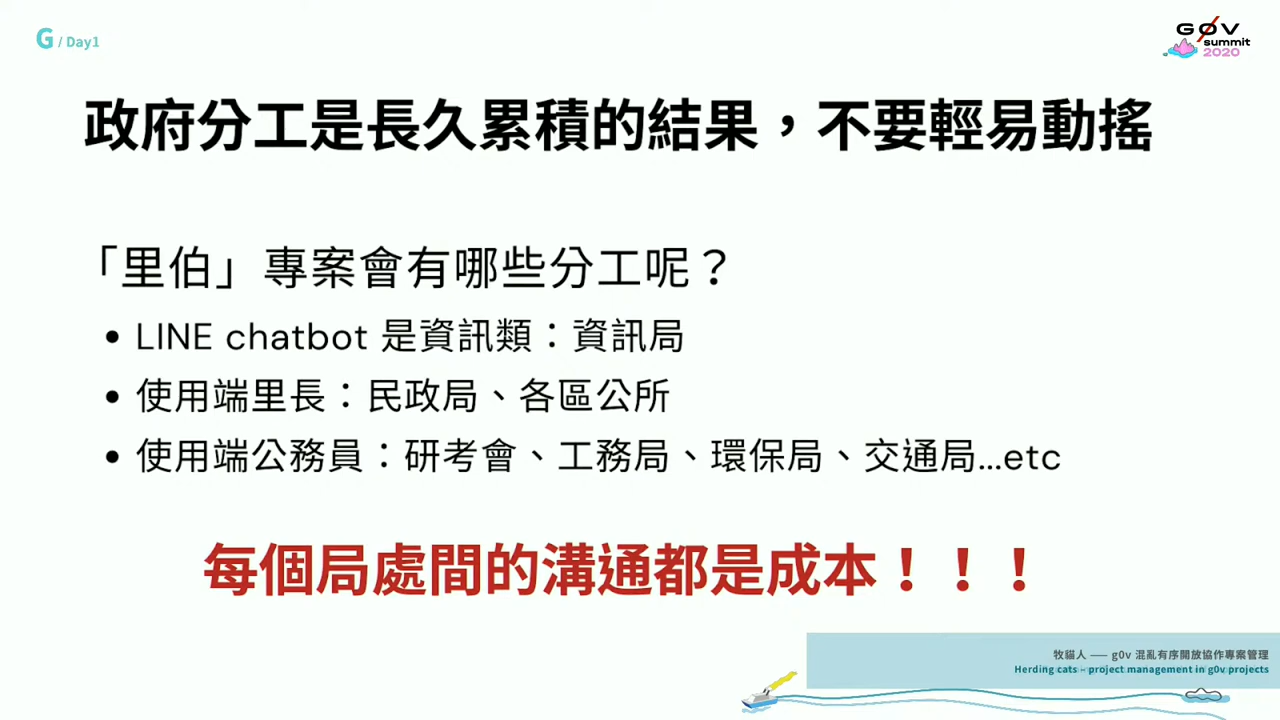 G / Day1
G0V
summit
2020
政府分工是長久累積的結果，不要輕易動搖
「里伯」專案會有哪些分工呢？
• LINE chatbot 是資訊類：資訊局
• 使用端里長：民政局、各區公所
• 使用端公務員：研考會、工務局、環保局、交通局...etc
每個局處間的溝通都是成本！！！
牧貓人 —— g0v 混亂有序開放協作專案管理
Herding cats – project management in g0v projects